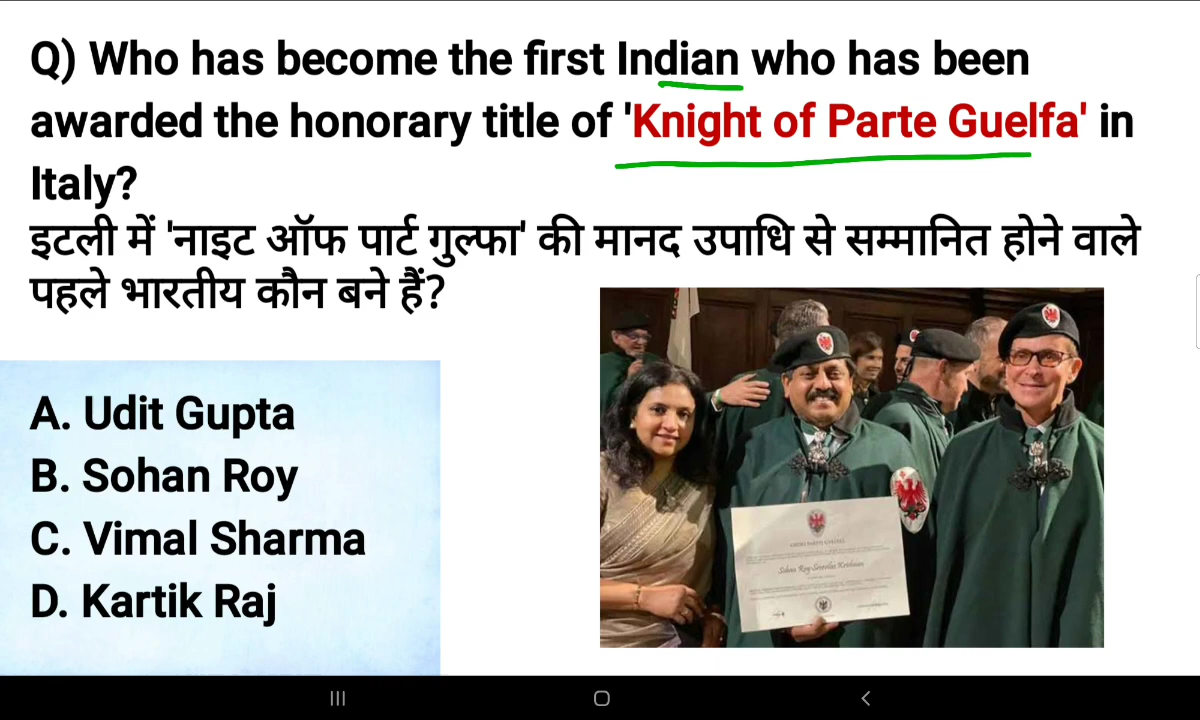 Q) Who has become the first Indian who has been
awarded the honorary title of 'Knight of Parte Guelfa' in
Italy?
इटली में 'नाइट ऑफ पार्ट गुल्फा' की मानद उपाधि से सम्मानित होने वाले
पहले भारतीय कौन बने हैं?
A. Udit Gupta
B. Sohan Roy
C. Vimal Sharma
D. Kartik Raj